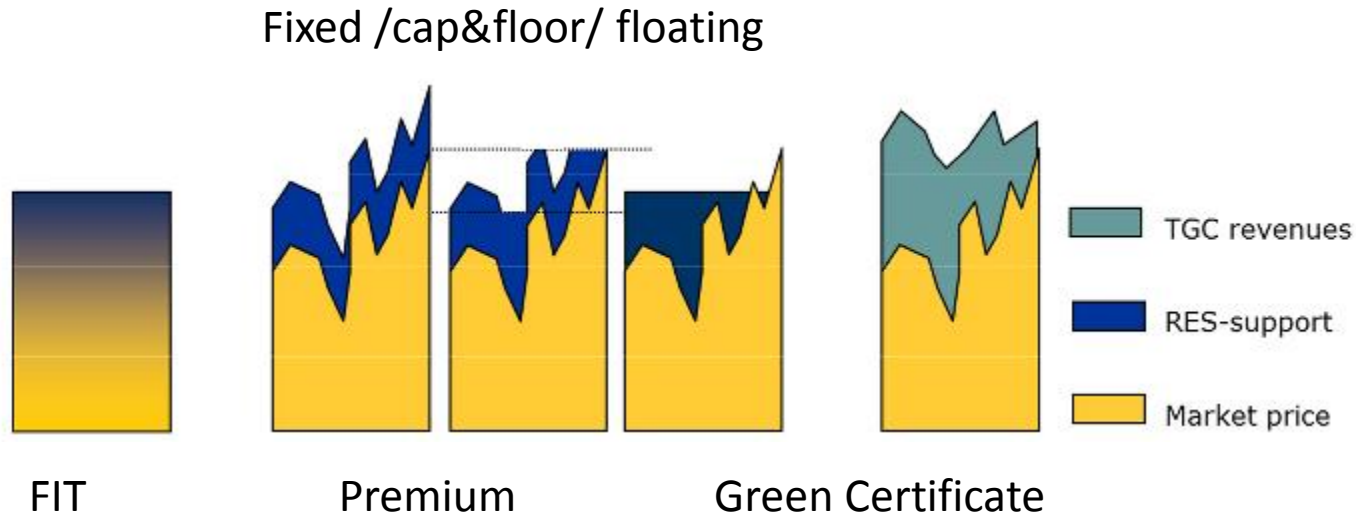 Fixed /cap&floor/ floating
TGC revenues
RES-support
Market price
FIT
Premium
Green Certificate